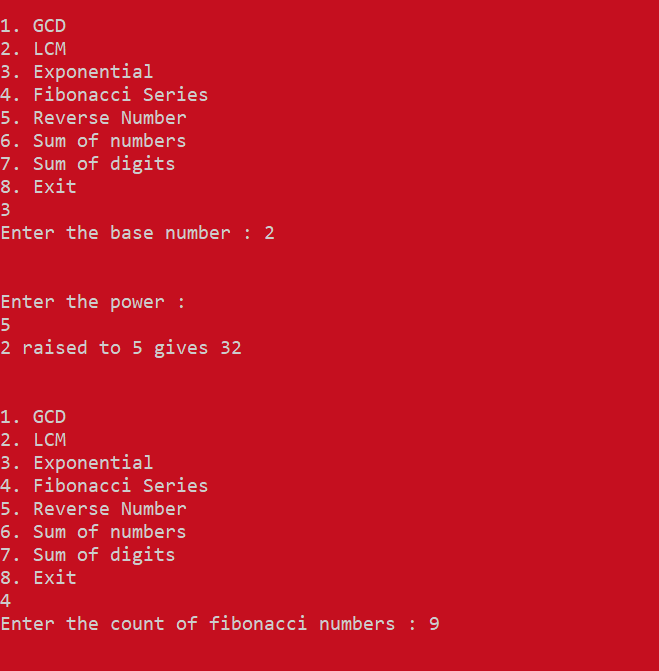 1. GCD
2. LCM
3. Exponential
4. Fibonacci Series
5. Reverse Number
6. Sum of numbers
7. Sum of digits
8. Exit
3
Enter the base number : 2
Enter the power :
5
2 raised to 5 gives 32
1. GCD
2. LCM
3. Exponential
4. Fibonacci Series
5. Reverse Number
6. Sum of numbers
7. Sum of digits
8. Exit
4
Enter the count of fibonacci numbers : 9